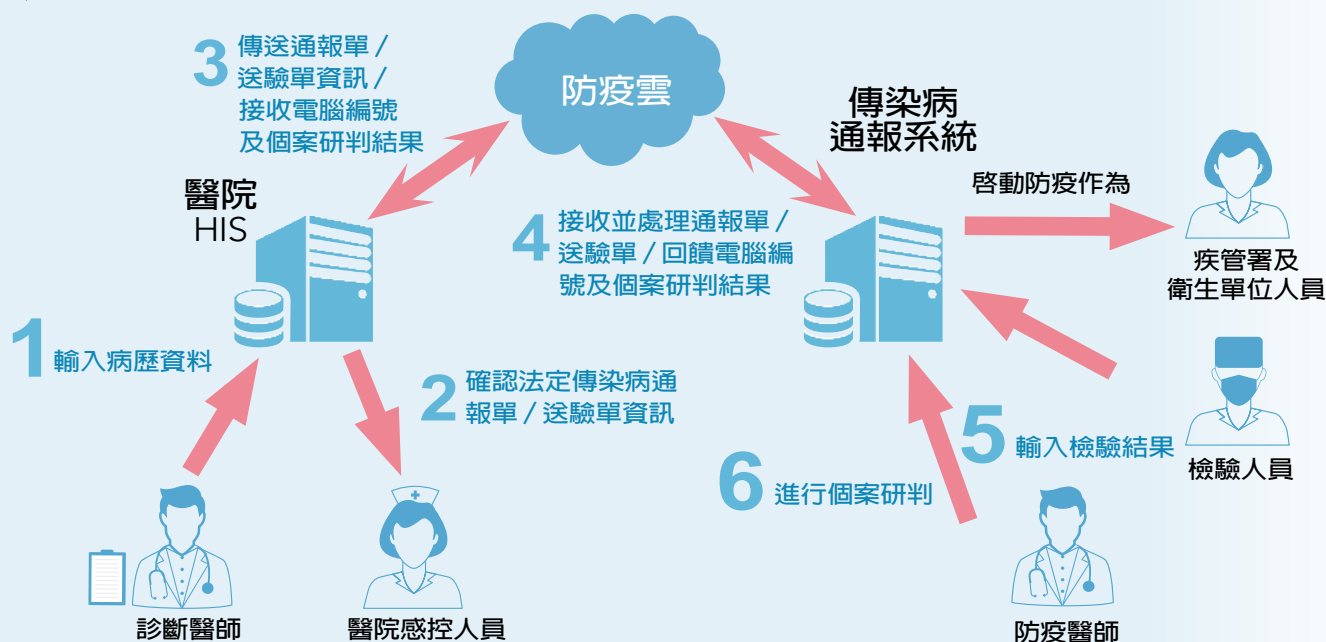 3 傳送通報單 /
送驗單資訊 /
接收電腦編號
及個案研判結果
防疫雲
傳染病
通報系統
醫院
HIS
啓動防疫作為
4 接收並處理通報單 /
送驗單 / 回饋電腦編
號及個案研判結果
疾管署及
衛生單位人員
1 輸入病歷資料
2 確認法定傳染病通
報單 / 送驗單資訊
5 輸入檢驗結果
檢驗人員
6 進行個案研判
診斷醫師
醫院感控人員
防疫醫師